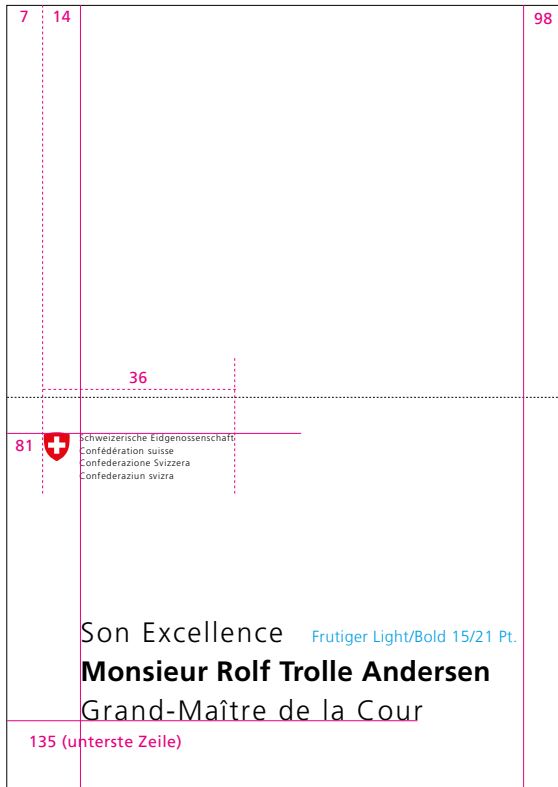 7 14 98
36
81
Schweizerische Eidgenossenschaft
Confédération suisse
Confederazione Svizzera
Confederaziun svizra
Son Excellence Frutiger Light/Bold 15/21 Pt.
Monsieur Rolf Trolle Andersen
Grand-Maître de la Cour
135 (unterste Zeile)